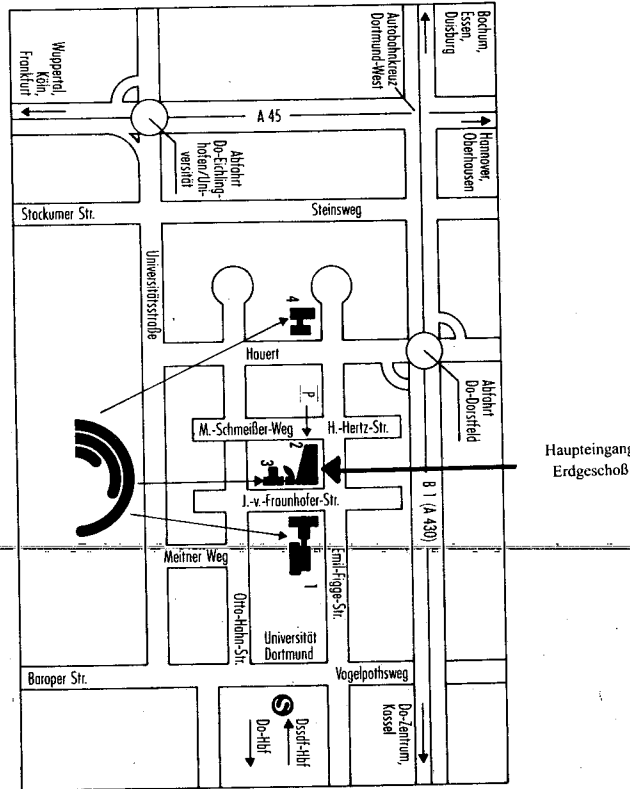 Bochum,
Essen,
Duisburg
Autobahnkreuz
Dortmund-West
Wuppertal,
Köln,
Frankfurt
A 45
Hannover,
Oberhausen
Abfahrt
Do-Eichling-
hofen/Uni-
versität
Stockumer Str.
Steinsweg
Universitätsstraße
4
Hauert
Abfahrt
Do-Dorstfeld
P
M.-Schmeißer-Weg
H.-Hertz-Str.
2
3
Haupteingang
Erdgeschoß
J.-v.-Fraunhofer-Str.
B 1 (A 430)
Meitner Weg
1
Emil-Figge-Str.
Otto-Hahn-Str.
Universität
Dortmund
Baroper Str.
Vogelpothsweg
S
Dssdf-Hbf
Do-Hbf
Do-Zentrum,
Kassel